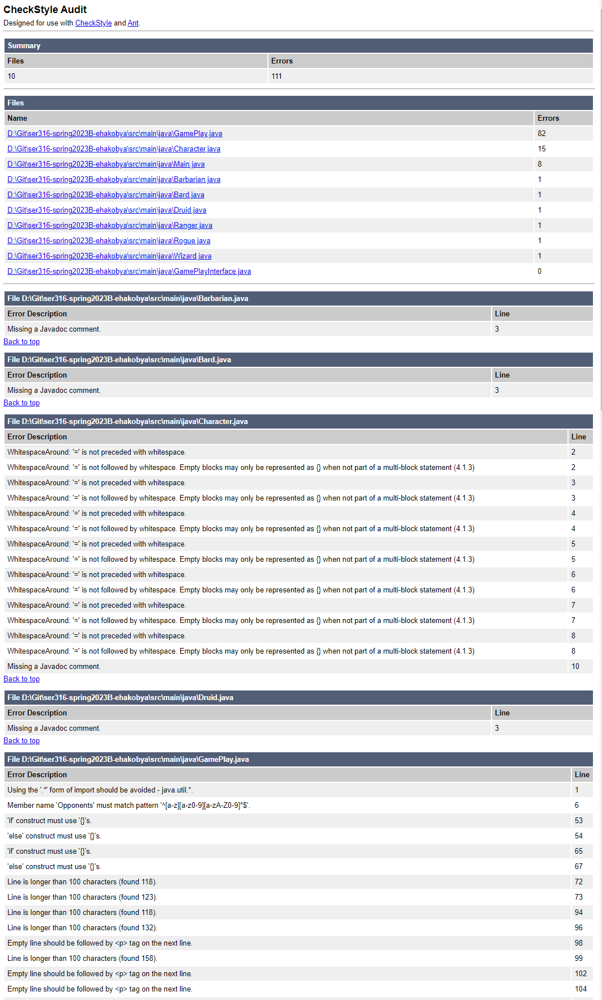 CheckStyle Audit
Designed for use with CheckStyle and Ant.
Summary
Files Errors
10 111
Files
Name Errors
D:\Git\ser316-spring2023B-ehakobya\src\main\java\GamePlay.java 82
D:\Git\ser316-spring2023B-ehakobya\src\main\java\Character.java 15
D:\Git\ser316-spring2023B-ehakobya\src\main\java\Main.java 8
D:\Git\ser316-spring2023B-ehakobya\src\main\java\Barbarian.java 1
D:\Git\ser316-spring2023B-ehakobya\src\main\java\Bard.java 1
D:\Git\ser316-spring2023B-ehakobya\src\main\java\Druid.java 1
D:\Git\ser316-spring2023B-ehakobya\src\main\java\Ranger.java 1
D:\Git\ser316-spring2023B-ehakobya\src\main\java\Rogue.java 1
D:\Git\ser316-spring2023B-ehakobya\src\main\java\Wizard.java 1
D:\Git\ser316-spring2023B-ehakobya\src\main\java\GamePlayInterface.java 0
File D:\Git\ser316-spring2023B-ehakobya\src\main\java\Barbarian.java
Error Description Line
Missing a Javadoc comment. 3
Back to top
File D:\Git\ser316-spring2023B-ehakobya\src\main\java\Bard.java
Error Description Line
Missing a Javadoc comment. 3
Back to top
File D:\Git\ser316-spring2023B-ehakobya\src\main\java\Character.java
Error Description Line
WhitespaceAround: '=' is not preceded with whitespace. 2
WhitespaceAround: '=' is not followed by whitespace. Empty blocks may only be represented as {} when not part of a multi-block statement (4.1.3) 2
WhitespaceAround: '=' is not preceded with whitespace. 3
WhitespaceAround: '=' is not followed by whitespace. Empty blocks may only be represented as {} when not part of a multi-block statement (4.1.3) 3
WhitespaceAround: '=' is not preceded with whitespace. 4
WhitespaceAround: '=' is not followed by whitespace. Empty blocks may only be represented as {} when not part of a multi-block statement (4.1.3) 4
WhitespaceAround: '=' is not preceded with whitespace. 5
WhitespaceAround: '=' is not followed by whitespace. Empty blocks may only be represented as {} when not part of a multi-block statement (4.1.3) 5
WhitespaceAround: '=' is not preceded with whitespace. 6
WhitespaceAround: '=' is not followed by whitespace. Empty blocks may only be represented as {} when not part of a multi-block statement (4.1.3) 6
WhitespaceAround: '=' is not preceded with whitespace. 7
WhitespaceAround: '=' is not followed by whitespace. Empty blocks may only be represented as {} when not part of a multi-block statement (4.1.3) 7
WhitespaceAround: '=' is not preceded with whitespace. 8
WhitespaceAround: '=' is not followed by whitespace. Empty blocks may only be represented as {} when not part of a multi-block statement (4.1.3) 8
Missing a Javadoc comment. 10
Back to top
File D:\Git\ser316-spring2023B-ehakobya\src\main\java\Druid.java
Error Description Line
Missing a Javadoc comment. 3
Back to top
File D:\Git\ser316-spring2023B-ehakobya\src\main\java\GamePlay.java
Error Description Line
Using the '.*' form of import should be avoided - java.util.*. 1
Member name 'Opponents' must match pattern '^[a-z][a-z0-9][a-zA-Z0-9]*$'. 6
'if' construct must use '{}'s. 53
'else' construct must use '{}'s. 54
'if' construct must use '{}'s. 65
'else' construct must use '{}'s. 67
Line is longer than 100 characters (found 118). 72
Line is longer than 100 characters (found 123). 73
Line is longer than 100 characters (found 118). 94
Line is longer than 100 characters (found 132). 96
Empty line should be followed by <p> tag on the next line. 98
Line is longer than 100 characters (found 158). 99
Empty line should be followed by <p> tag on the next line. 102
Empty line should be followed by <p> tag on the next line. 104